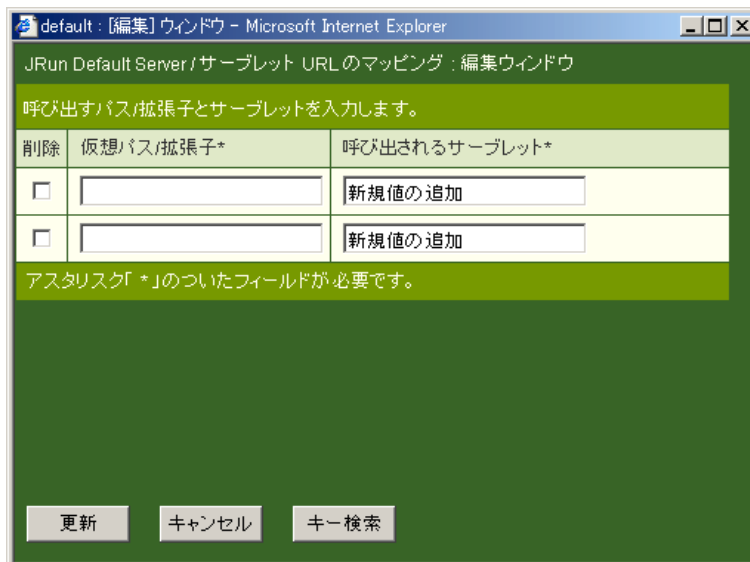 default : [編集] ウィンドウ - Microsoft Internet Explorer
JRun Default Server / サーブレット URL のマッピング : 編集ウィンドウ
呼び出すパス/拡張子とサーブレットを入力します。
削除 仮想パス/拡張子* 呼び出されるサーブレット*
新規値の追加
新規値の追加
アスタリスク「 * 」のついたフィールドが必要です。
更新 キャンセル キー検索